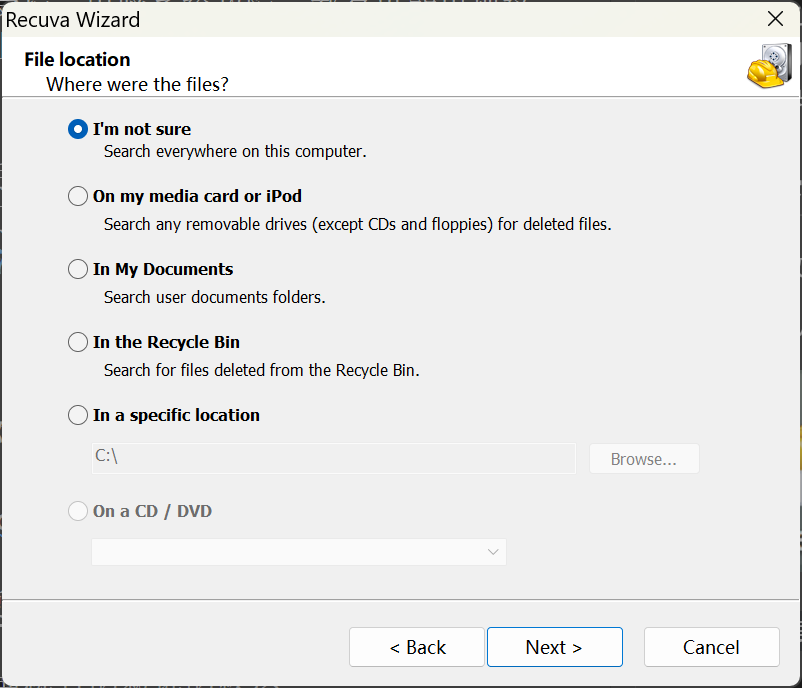 Recuva Wizard
File location
Where were the files?
I'm not sure
Search everywhere on this computer.
On my media card or iPod
Search any removable drives (except CDs and floppies) for deleted files.
In My Documents
Search user documents folders.
In the Recycle Bin
Search for files deleted from the Recycle Bin.
In a specific location
C:\
Browse...
On a CD / DVD
< Back
Next >
Cancel